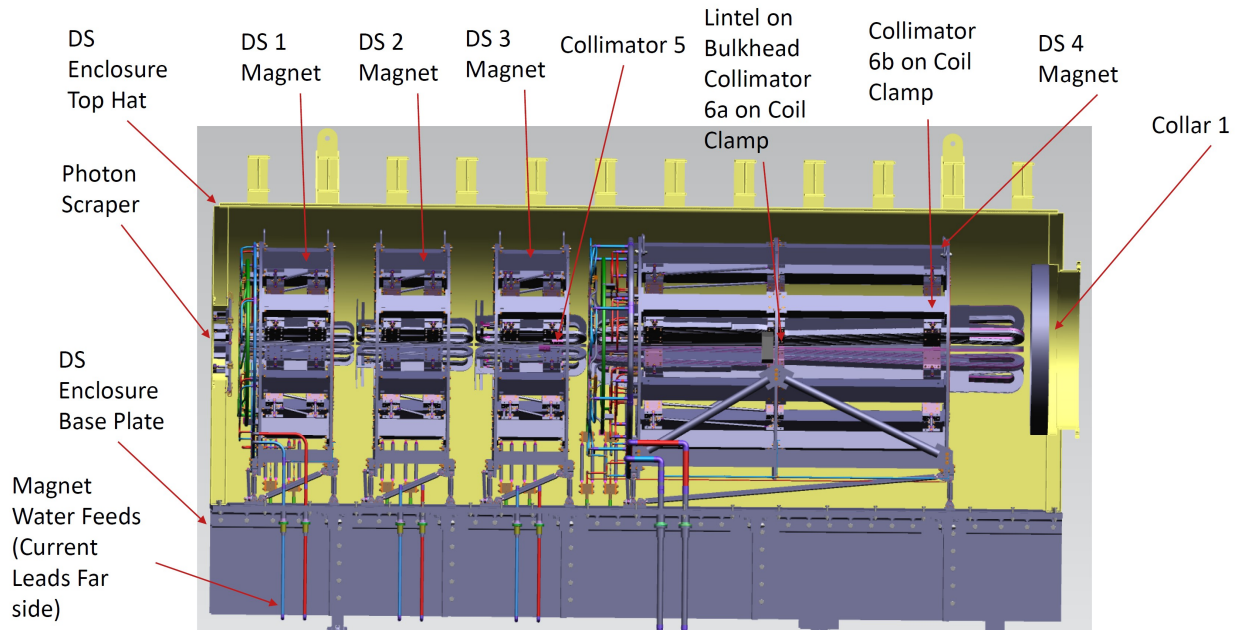 DS
Enclosure
Top Hat
DS 1
Magnet
DS 2
Magnet
DS 3
Magnet
Collimator 5
Lintel on
Bulkhead
Collimator
6a on Coil
Clamp
Collimator
6b on Coil
Clamp
DS 4
Magnet
Collar 1
Photon
Scraper
DS
Enclosure
Base Plate
Magnet
Water Feeds
(Current
Leads Far
side)